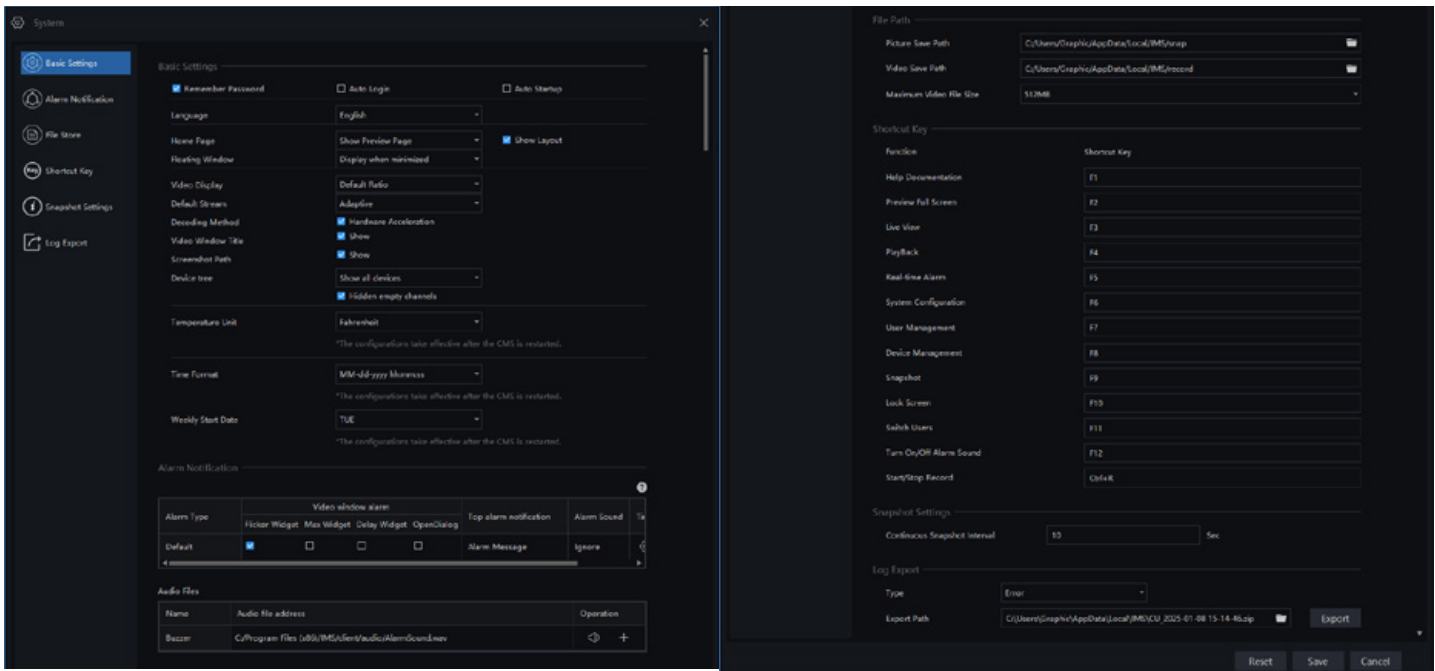 System
Basic Settings
Alarm Notification
File Store
Key Shortcut Key
Snapshot Settings
Log Export
Basic Settings
Remember Password Auto Login Auto Startup
Language English
Home Page Show Preview Page Show Layout
Floating Window Display when minimized
Video Display Default Ratio
Default Stream Adaptive
Decoding Method Hardware Acceleration
Video Window Title Show
Screenshot Path Show
Device tree Show all devices
Hidden empty channels
Temperature Unit Fahrenheit
*The configurations take effective after the CMS is restarted.
Time Format MM-dd-yyyy hh:mm:ss
*The configurations take effective after the CMS is restarted.
Weekly Start Date TUE
*The configurations take effective after the CMS is restarted.
Alarm Notification
Video window alarm
Alarm Type Flicker Widget Max Widget Delay Widget OpenDialog Top alarm notification Alarm Sound
Default Alarm Message Ignore
Audio Files
Name Audio file address Operation
Buzzer C:/Program Files (x86)/IMS/client/audio/AlarmSound.wav
File Path
Picture Save Path C:/Users/Graphic/AppData/Local/IMS/snap
Video Save Path C:/Users/Graphic/AppData/Local/IMS/record
Maximum Video File Size 512MB
Shortcut Key
Function Shortcut Key
Help Documentation F1
Preview Full Screen F2
Live View F3
PlayBack F4
Real-time Alarm F5
System Configuration F6
User Management F7
Device Management F8
Snapshot F9
Lock Screen F10
Switch Users F11
Turn On/Off Alarm Sound F12
Start/Stop Record Ctrl+R
Snapshot Settings
Continuous Snapshot Interval 10 Sec
Log Export
Type Error
Export Path C:\Users\Graphic\AppData\Local\IMS\CU_2025-01-08 15-14-46.zip Export
Reset Save Cancel